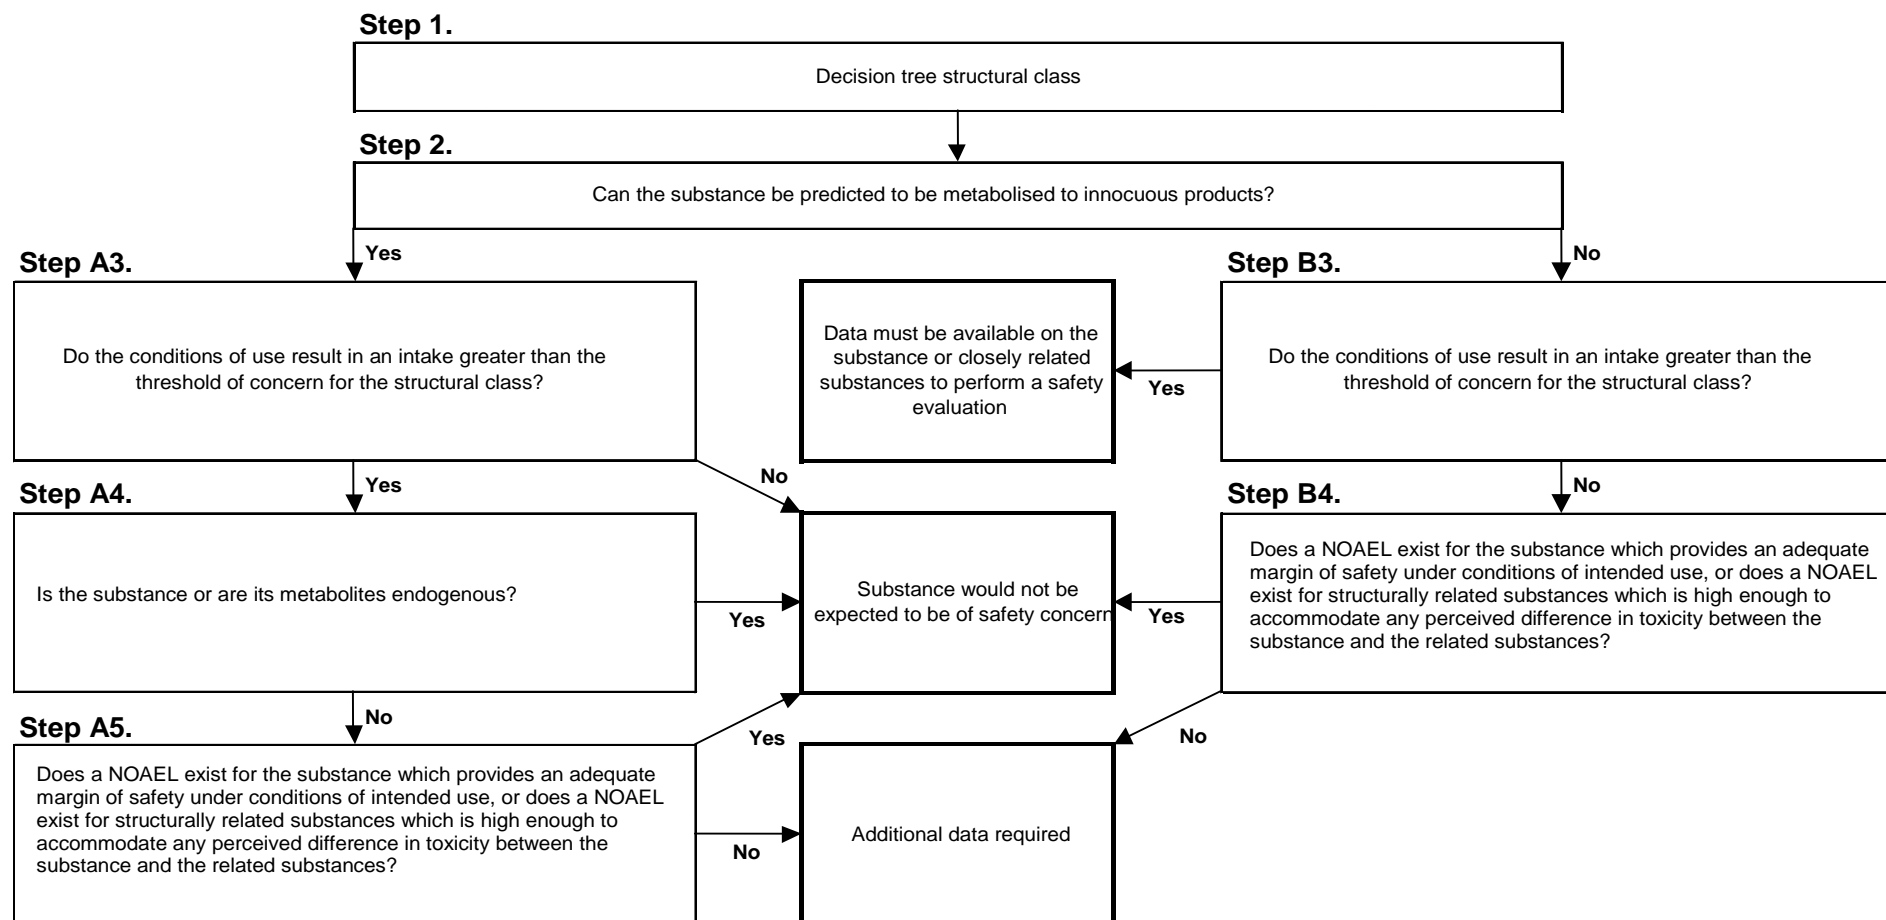 Step 1.
Decision tree structural class
Step 2.
Can the substance be predicted to be metabolised to innocuous products?
Yes
No
Step A3.
Do the conditions of use result in an intake greater than the
threshold of concern for the structural class?
Data must be available on the
substance or closely related
substances to perform a safety
evaluation
Yes
Step B3.
Do the conditions of use result in an intake greater than the
threshold of concern for the structural class?
Yes
No
No
Step A4.
Is the substance or are its metabolites endogenous?
Yes
Substance would not be
expected to be of safety concern
Yes
Step B4.
Does a NOAEL exist for the substance which provides an adequate
margin of safety under conditions of intended use, or does a NOAEL
exist for structurally related substances which is high enough to
accommodate any perceived difference in toxicity between the
substance and the related substances?
No
Yes
No
Step A5.
Does a NOAEL exist for the substance which provides an adequate
margin of safety under conditions of intended use, or does a NOAEL
exist for structurally related substances which is high enough to
accommodate any perceived difference in toxicity between the
substance and the related substances?
No
Additional data required